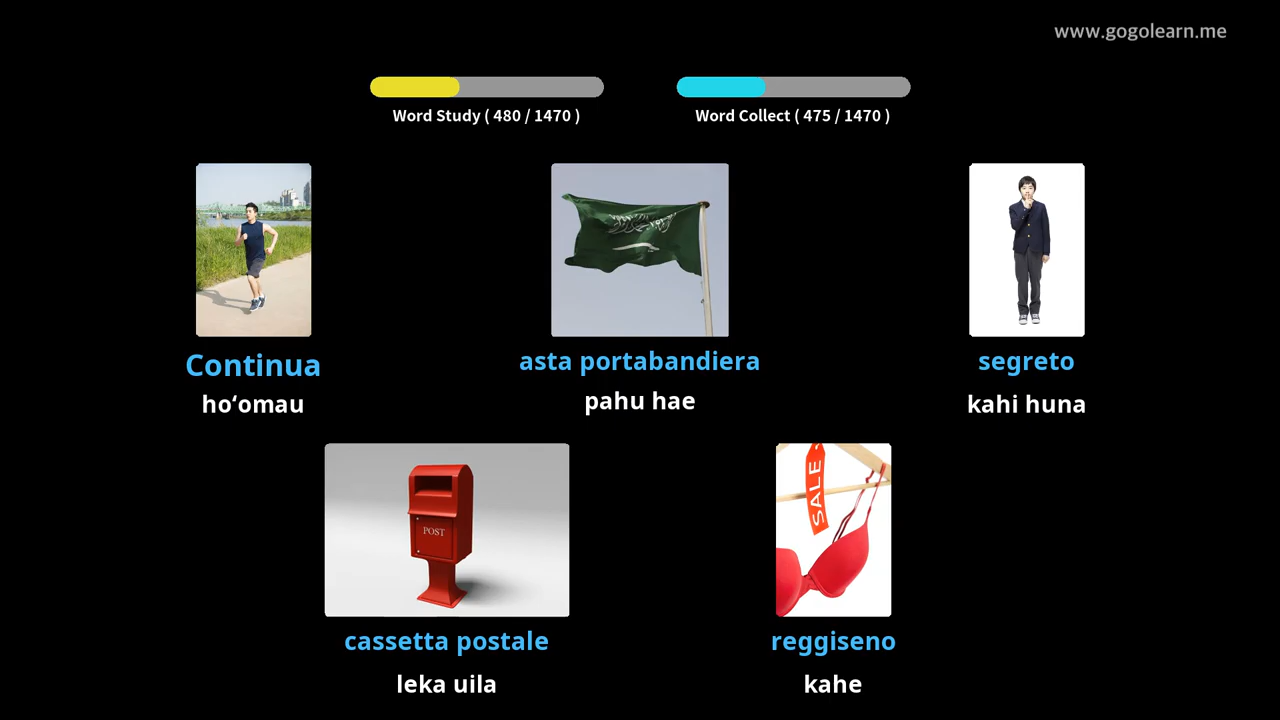 www.gogolearn.me
Word Study ( 480 / 1470 )
Word Collect ( 475 / 1470 )
Continua
hoʻomau
asta portabandiera
pahu hae
segreto
kahi huna
POST
cassetta postale
leka uila
SALE
reggiseno
kahe